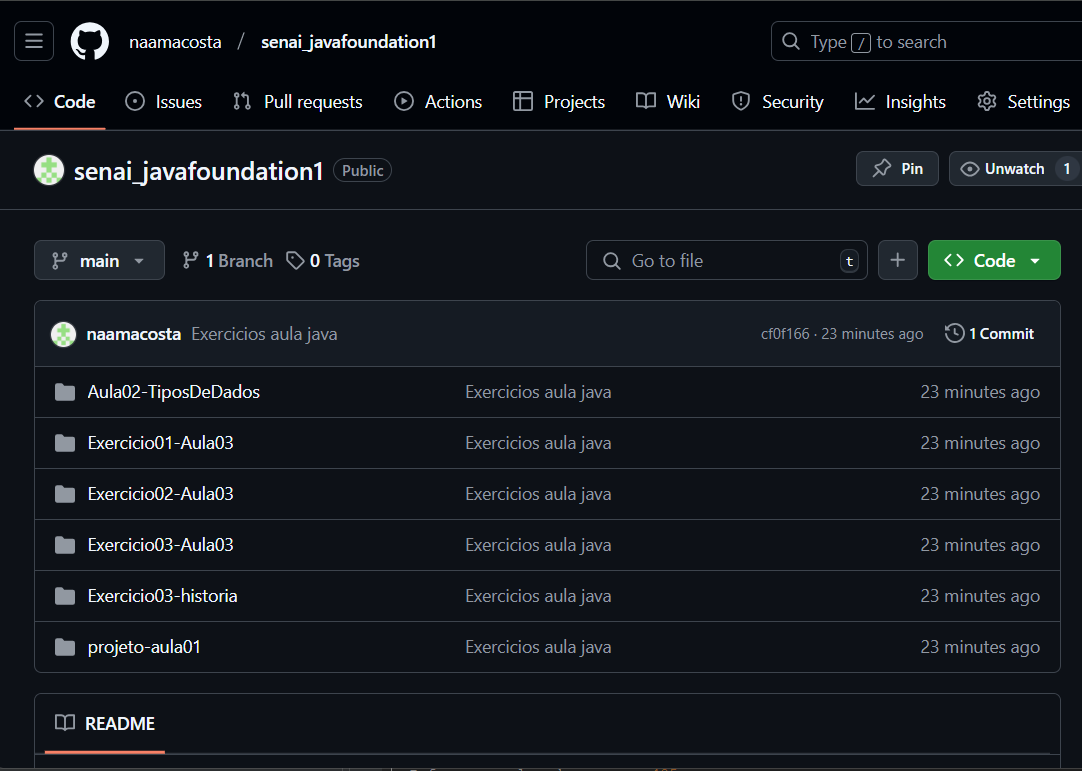 naamacosta / senai_javafoundation1
Type / to search
Code Issues Pull requests Actions Projects Wiki Security Insights Settings
senai_javafoundation1 Public
Pin Unwatch 1
main 1 Branch 0 Tags
Go to file t
Code
naamacosta Exercicios aula java cf0f166 · 23 minutes ago 1 Commit
Aula02-TiposDeDados Exercicios aula java 23 minutes ago
Exercicio01-Aula03 Exercicios aula java 23 minutes ago
Exercicio02-Aula03 Exercicios aula java 23 minutes ago
Exercicio03-Aula03 Exercicios aula java 23 minutes ago
Exercicio03-historia Exercicios aula java 23 minutes ago
projeto-aula01 Exercicios aula java 23 minutes ago
README